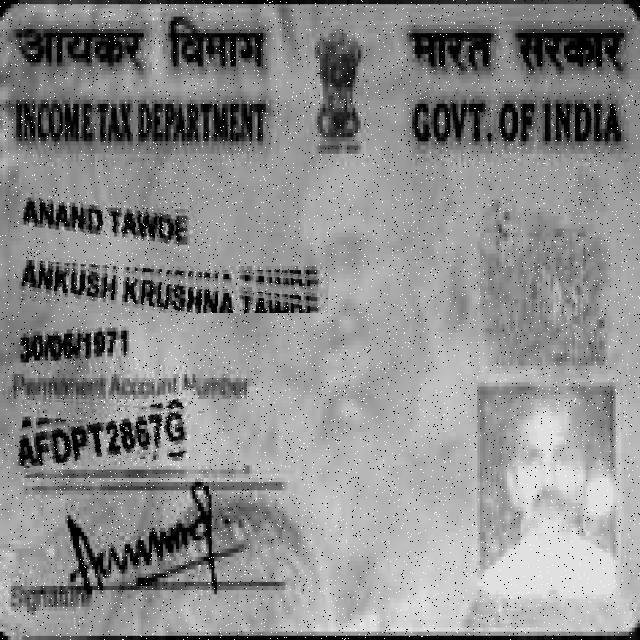 आयकर विभाग
भारत सरकार
INCOME TAX DEPARTMENT
GOVT. OF INDIA
ANAND TAWDE
ANKUSH KRUSHNA TAWDE
30/06/1971
Permanent Account Number
AFDPT2867G
Signature